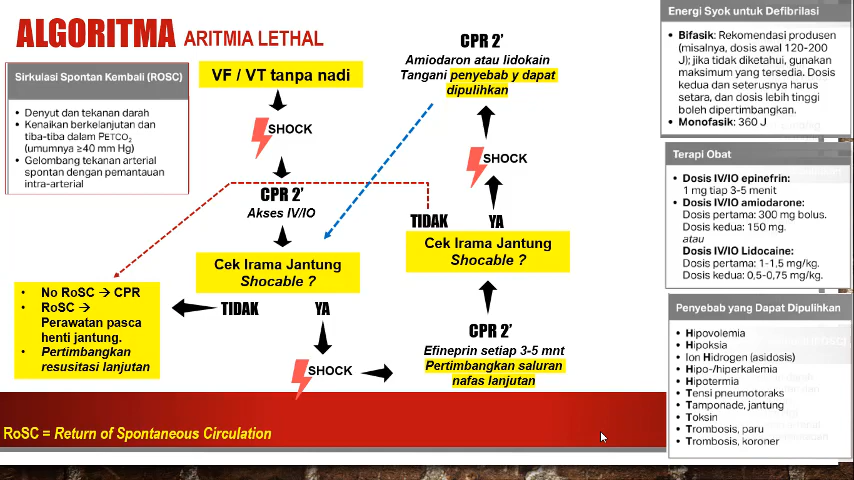 ALGORITMA ARITMIA LETHAL
Sirkulasi Spontan Kembali (ROSC)
• Denyut dan tekanan darah
• Kenaikan berkelanjutan dan
tiba-tiba dalam PETCO2
(umumnya ≥40 mm Hg)
• Gelombang tekanan arterial
spontan dengan pemantauan
intra-arterial
VF / VT tanpa nadi
SHOCK
CPR 2’
Akses IV/IO
Cek Irama Jantung
Shocable ?
TIDAK
YA
• No RoSC → CPR
• RoSC →
Perawatan pasca
henti jantung.
• Pertimbangkan
resusitasi lanjutan
SHOCK
CPR 2’
Efineprin setiap 3-5 mnt
Pertimbangkan saluran
nafas lanjutan
Cek Irama Jantung
Shocable ?
TIDAK
YA
SHOCK
CPR 2’
Amiodaron atau lidokain
Tangani penyebab y dapat
dipulihkan
Energi Syok untuk Defibrilasi
• Bifasik: Rekomendasi produsen
(misalnya, dosis awal 120-200
J); jika tidak diketahui, gunakan
maksimum yang tersedia. Dosis
kedua dan seterusnya harus
setara, dan dosis lebih tinggi
boleh dipertimbangkan.
• Monofasik: 360 J
Terapi Obat
• Dosis IV/IO epinefrin:
1 mg tiap 3-5 menit
• Dosis IV/IO amiodarone:
Dosis pertama: 300 mg bolus.
Dosis kedua: 150 mg.
atau
Dosis IV/IO Lidocaine:
Dosis pertama: 1-1,5 mg/kg.
Dosis kedua: 0,5-0,75 mg/kg.
Penyebab yang Dapat Dipulihkan
• Hipovolemia
• Hipoksia
• Ion Hidrogen (asidosis)
• Hipo-/hiperkalemia
• Hipotermia
• Tensi pneumotoraks
• Tamponade, jantung
• Toksin
• Trombosis, paru
• Trombosis, koroner
RoSC = Return of Spontaneous Circulation